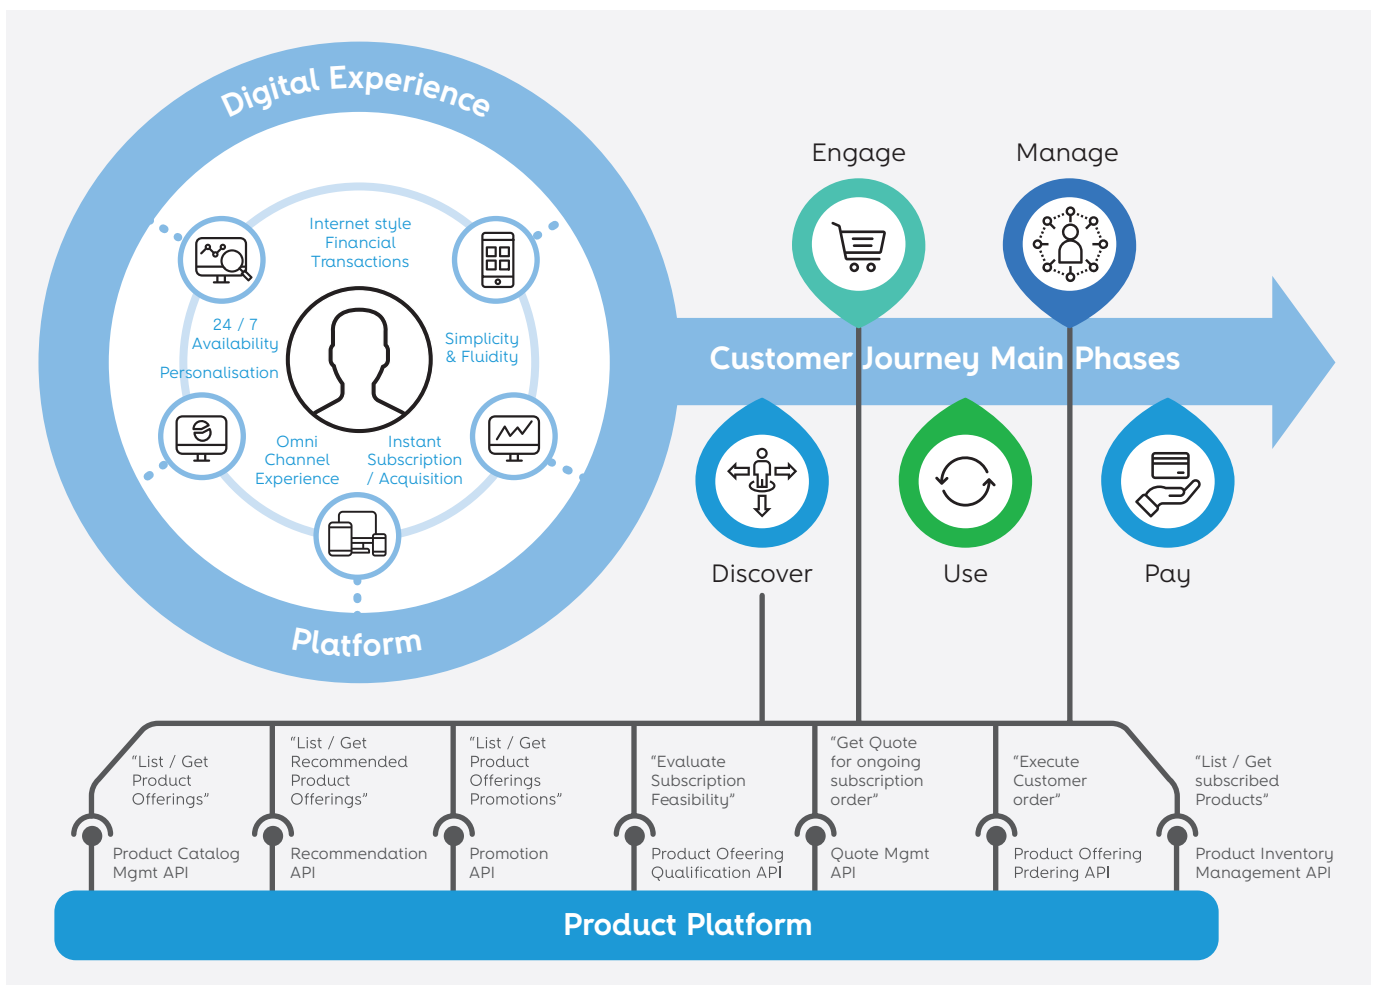 Digital Experience
Internet style
Financial
Transactions
24 / 7
Availability
Personalisation
Simplicity
& Fluidity
Omni
Channel
Experience
Instant
Subscription
/ Acquisition
Platform
Engage
Manage
Customer Journey Main Phases
Discover
Use
Pay
“List / Get
Product
Offerings”
“List / Get
Recommended
Product
Offerings”
“List / Get
Product
Offerings
Promotions”
“Evaluate
Subscription
Feasibility”
“Get Quote
for ongoing
subscription
order”
“Execute
Customer
order”
“List / Get
subscribed
Products”
Product Catalog
Mgmt API
Recommendation
API
Promotion
API
Product Ofeering
Qualification API
Quote Mgmt
API
Product Offering
Prdering API
Product Inventory
Management API
Product Platform